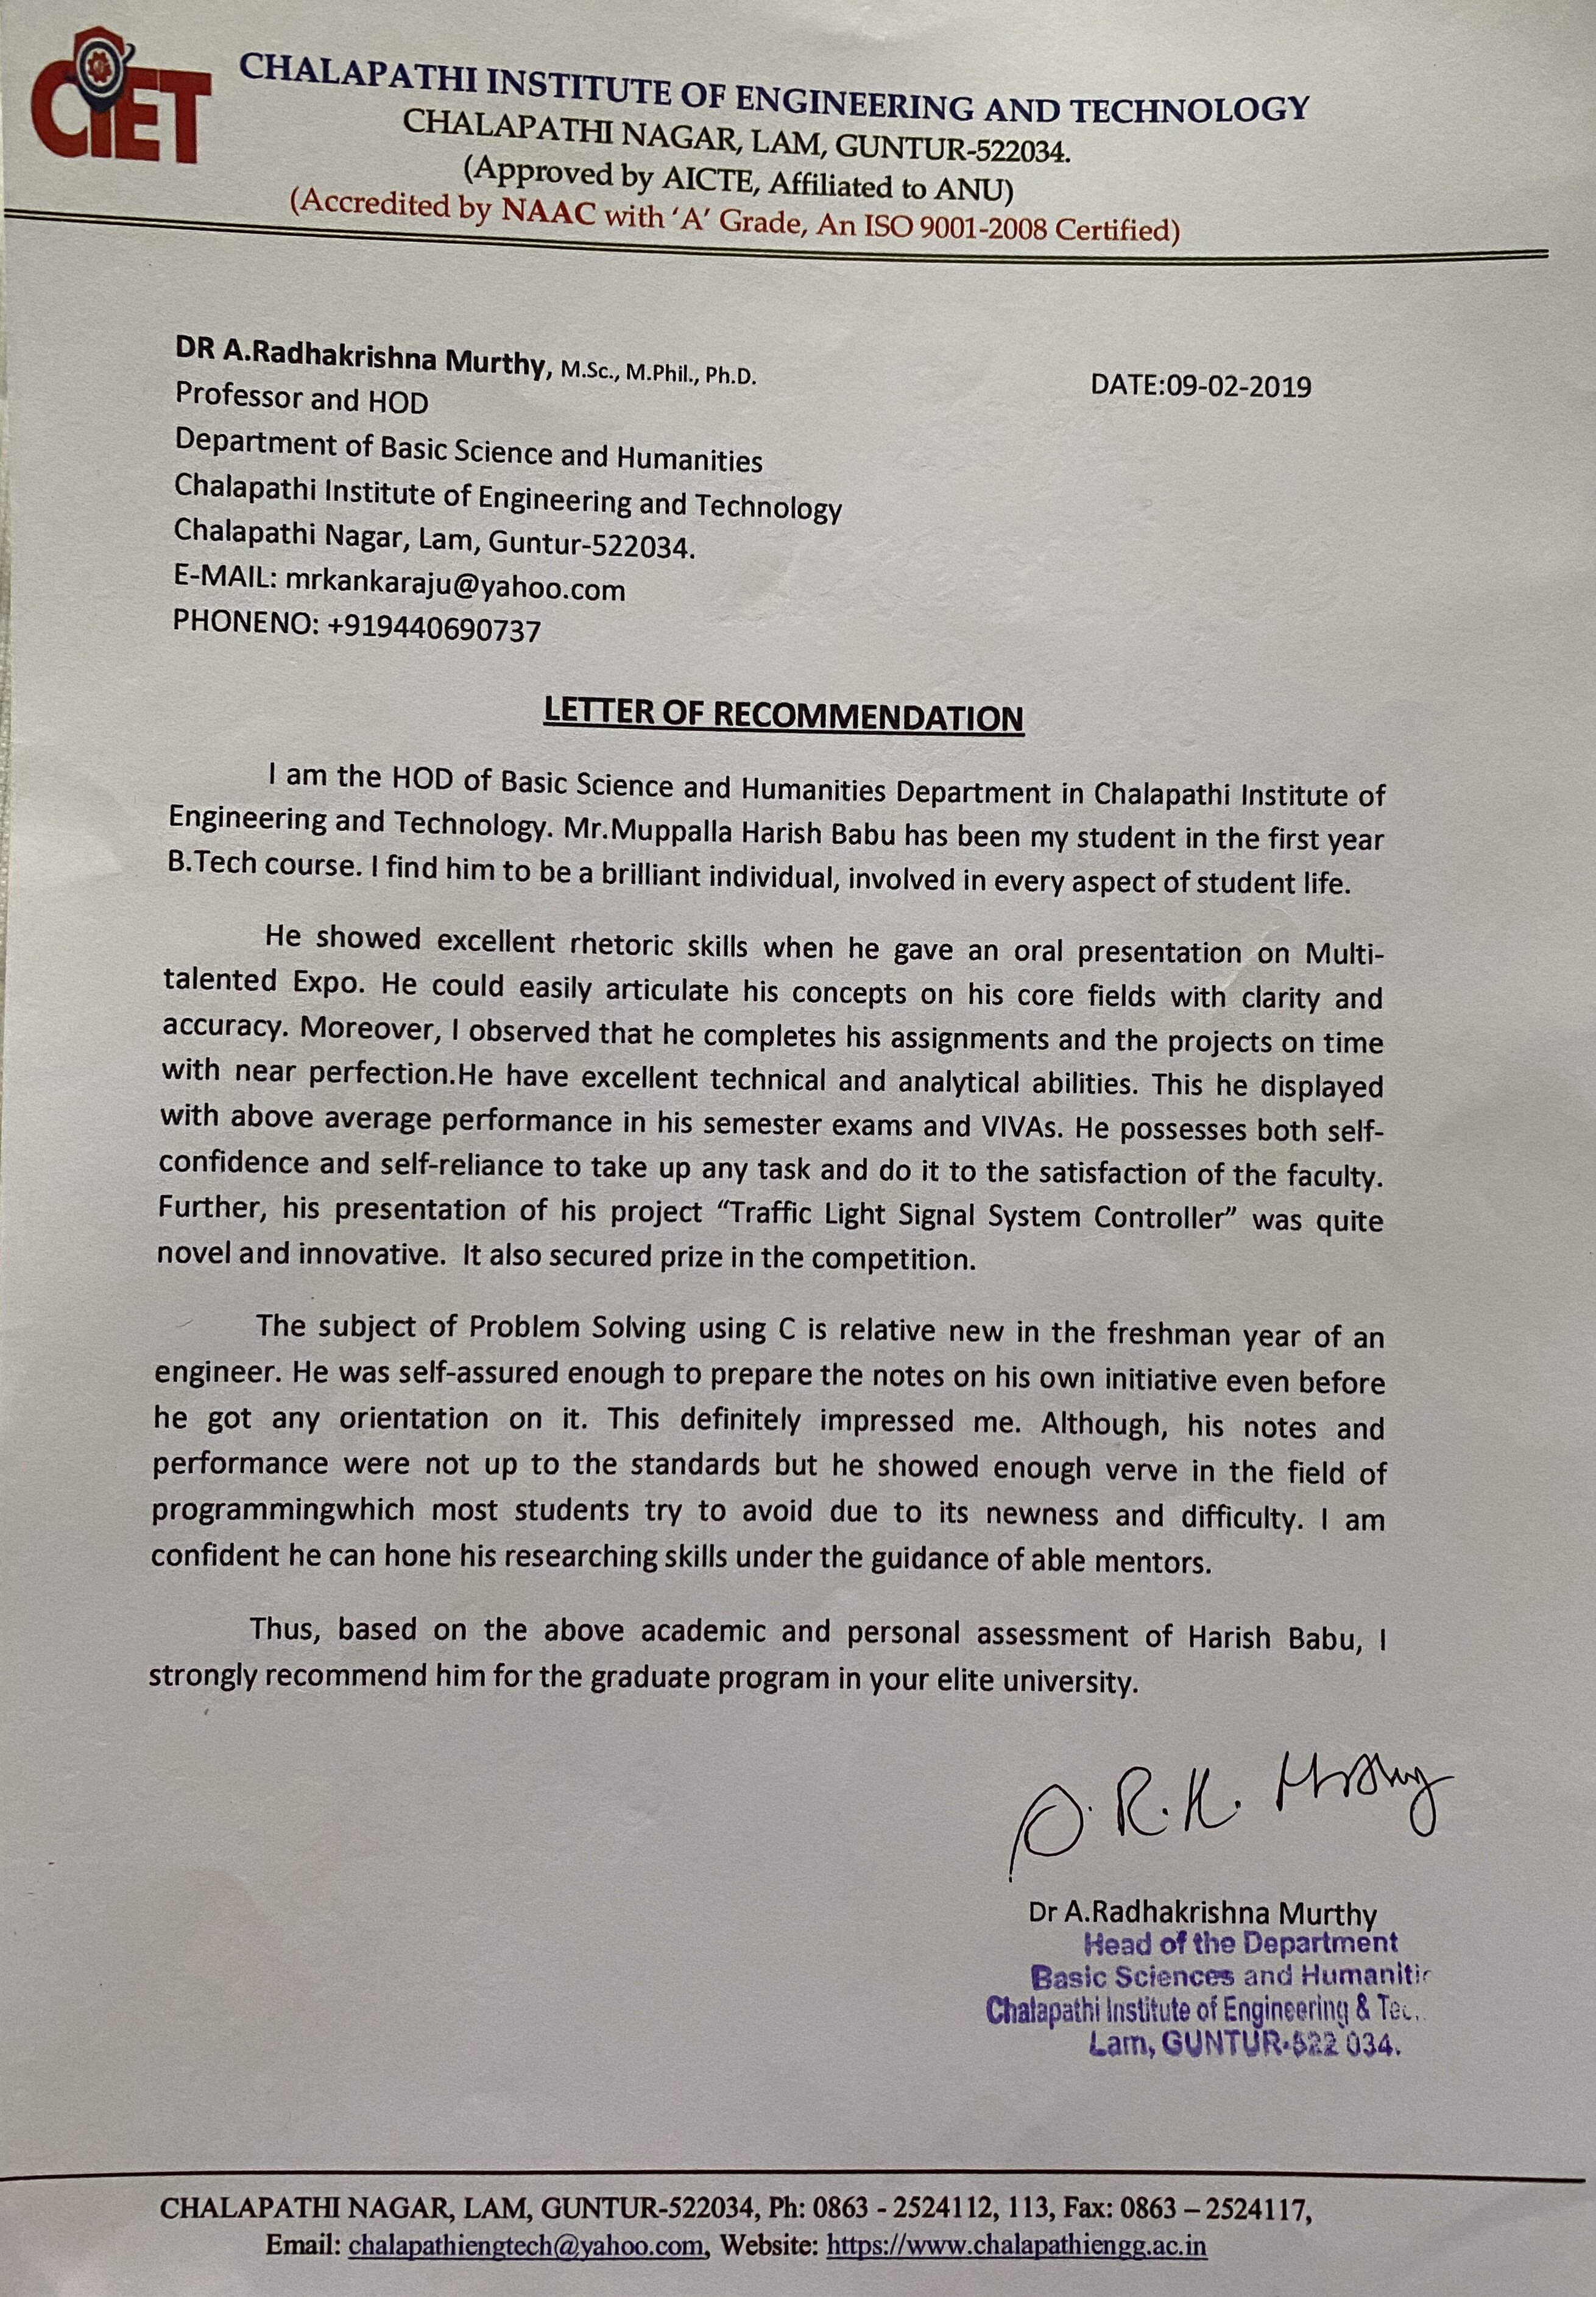 CIET
CHALAPATHI INSTITUTE OF ENGINEERING AND TECHNOLOGY
CHALAPATHI NAGAR, LAM, GUNTUR-522034.
(Approved by AICTE, Affiliated to ANU)
(Accredited by NAAC with 'A' Grade, An ISO 9001-2008 Certified)
DR A.Radhakrishna Murthy, M.Sc., M.Phil., Ph.D.
DATE:09-02-2019
Professor and HOD
Department of Basic Science and Humanities
Chalapathi Institute of Engineering and Technology
Chalapathi Nagar, Lam, Guntur-522034.
E-MAIL: mrkankaraju@yahoo.com
PHONENO: +919440690737
LETTER OF RECOMMENDATION
I am the HOD of Basic Science and Humanities Department in Chalapathi Institute of
Engineering and Technology. Mr.Muppalla Harish Babu has been my student in the first year
B.Tech course. I find him to be a brilliant individual, involved in every aspect of student life.
He showed excellent rhetoric skills when he gave an oral presentation on Multi-
talented Expo. He could easily articulate his concepts on his core fields with clarity and
accuracy. Moreover, I observed that he completes his assignments and the projects on time
with near perfection.He have excellent technical and analytical abilities. This he displayed
with above average performance in his semester exams and VIVAs. He possesses both self-
confidence and self-reliance to take up any task and do it to the satisfaction of the faculty.
Further, his presentation of his project “Traffic Light Signal System Controller” was quite
novel and innovative. It also secured prize in the competition.
The subject of Problem Solving using C is relative new in the freshman year of an
engineer. He was self-assured enough to prepare the notes on his own initiative even before
he got any orientation on it. This definitely impressed me. Although, his notes and
performance were not up to the standards but he showed enough verve in the field of
programmingwhich most students try to avoid due to its newness and difficulty. I am
confident he can hone his researching skills under the guidance of able mentors.
Thus, based on the above academic and personal assessment of Harish Babu, I
strongly recommend him for the graduate program in your elite university.
A. R.K. Murthy
Dr A.Radhakrishna Murthy
Head of the Department
Basic Sciences and Humanitie
Chalapathi Institute of Engineering & Tec.
Lam, GUNTUR-522 034.
CHALAPATHI NAGAR, LAM, GUNTUR-522034, Ph: 0863 - 2524112, 113, Fax: 0863 – 2524117,
Email: chalapathiengtech@yahoo.com, Website: https://www.chalapathiengg.ac.in